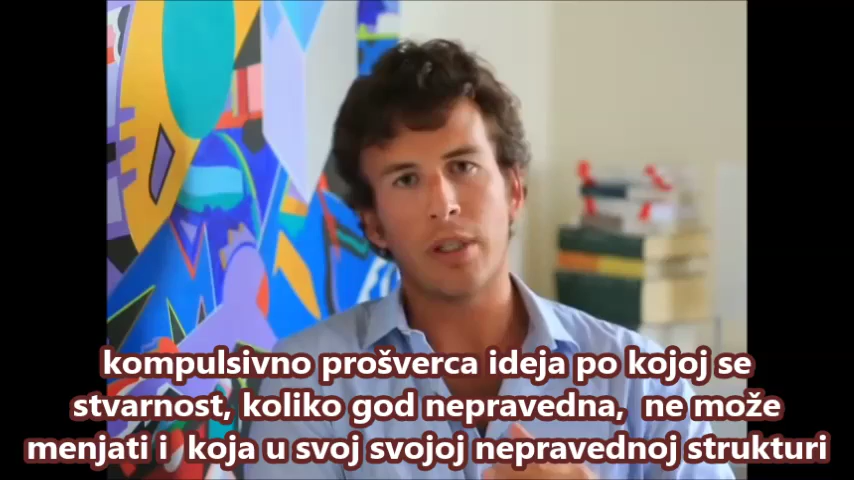 kompulsivno prošverca ideja po kojoj se
stvarnost, koliko god nepravedna,  ne može
menjati i  koja u svoj svojoj nepravednoj strukturi